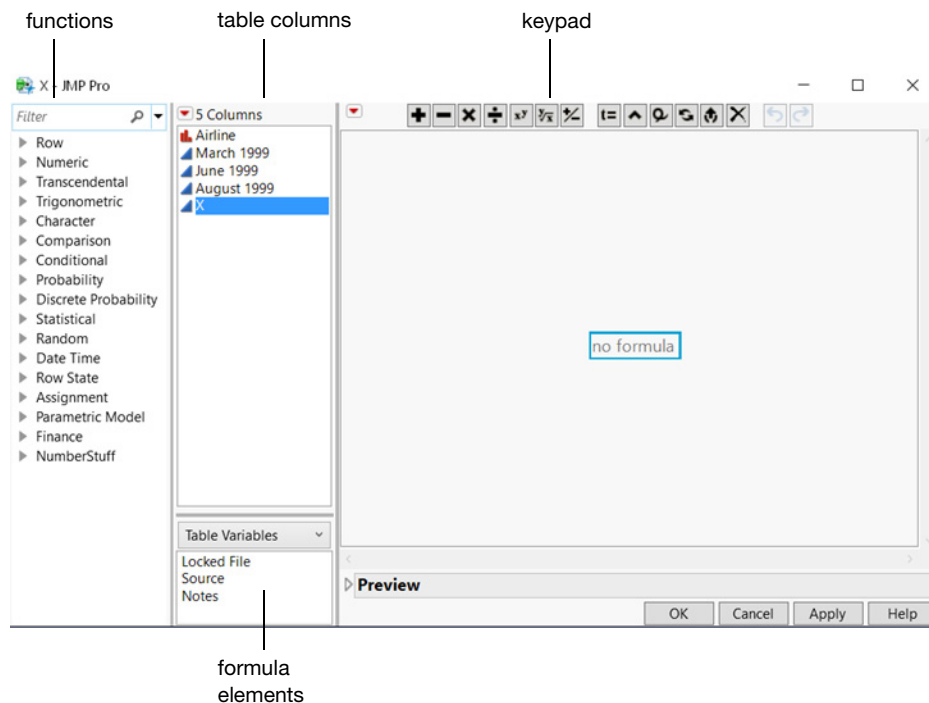 functions
table columns
keypad
X - JMP Pro
Filter
Row
Numeric
Transcendental
Trigonometric
Character
Comparison
Conditional
Probability
Discrete Probability
Statistical
Random
Date Time
Row State
Assignment
Parametric Model
Finance
NumberStuff
5 Columns
Airline
March 1999
June 1999
August 1999
X
Table Variables
Locked File
Source
Notes
t=
no formula
Preview
OK Cancel Apply Help
formula
elements